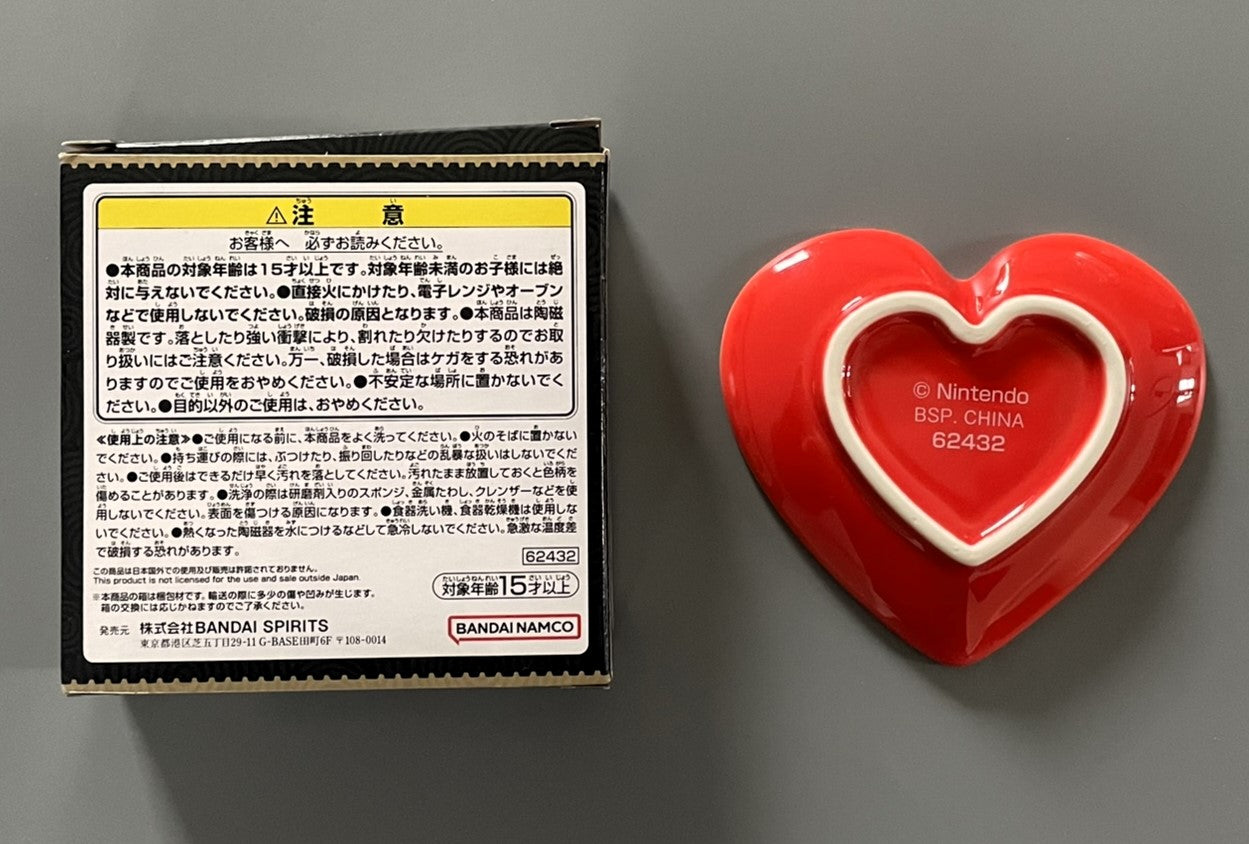 ⚠注 意
お客様へ 必ずお読みください。
●本商品の対象年齢は15才以上です。対象年齢未満のお子様には絶
対に与えないでください。●直接火にかけたり、電子レンジやオーブン
などで使用しないでください。破損の原因となります。●本商品は陶磁
器製です。落としたり強い衝撃により、割れたり欠けたりするのでお取
り扱いにはご注意ください。万一、破損した場合はケガをする恐れがあ
りますのでご使用をおやめください。●不安定な場所に置かないでく
ださい。●目的以外のご使用は、おやめください。
≪使用上の注意≫●ご使用になる前に、本商品をよく洗ってください。●火のそばに置かない
でください。●持ち運びの際には、ぶつけたり、振り回したりなどの乱暴な扱いはしないでくだ
さい。●ご使用後はできるだけ早く汚れを落としてください。汚れたまま放置しておくと色柄を
傷めることがあります。●洗浄の際は研磨剤入りのスポンジ、金属たわし、クレンザーなどを使
用しないでください。表面を傷つける原因になります。●食器洗い機、食器乾燥機は使用しな
いでください。●熱くなった陶磁器を水につけるなどして急冷しないでください。急激な温度差
で破損する恐れがあります。
62432
この商品は日本国外での使用及び販売は許諾されておりません。
This product is not licensed for the use and sale outside Japan.
対象年齢15才以上
※本商品の箱は梱包材です。輸送の際に多少の傷や凹みが生じます。
箱の交換には応じかねますのでご了承ください。
発売元 株式会社BANDAI SPIRITS
東京都港区芝五丁目29-11 G-BASE田町6F 〒108-0014
BANDAI NAMCO
© Nintendo
BSP. CHINA
62432